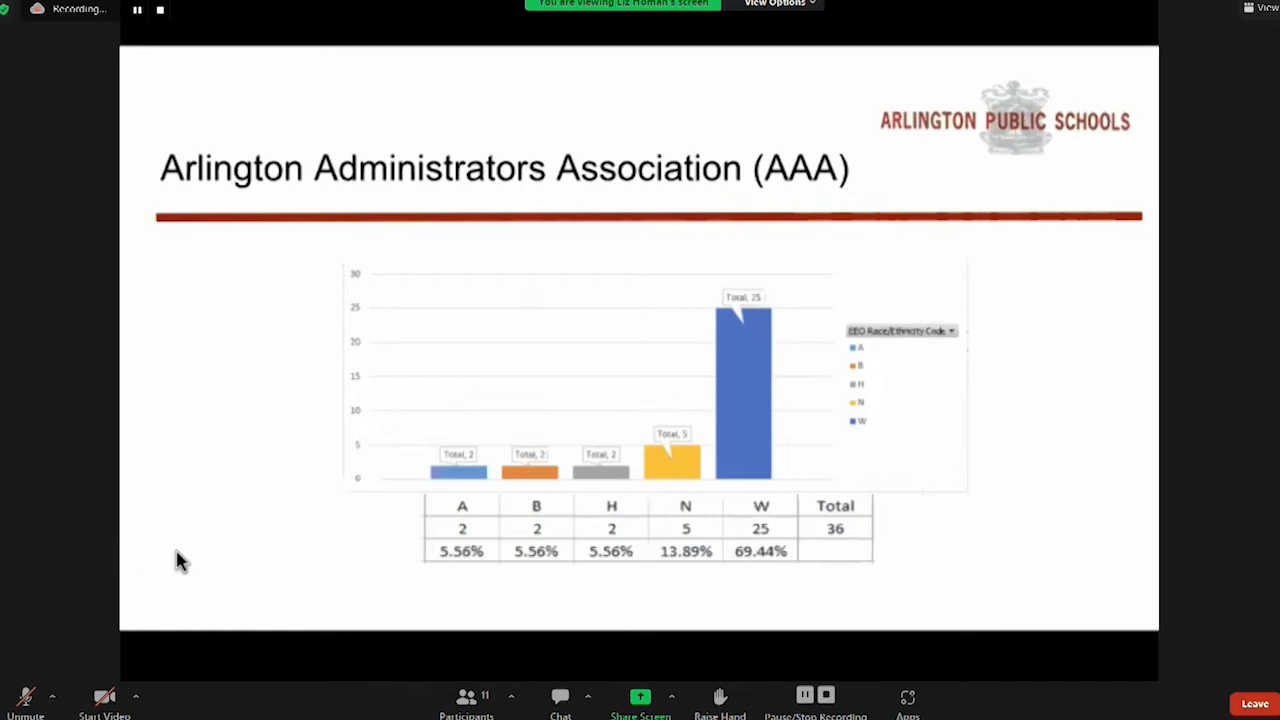 Recording...
You are viewing Liz Homan's screen
View Options
View
ARLINGTON PUBLIC SCHOOLS
Arlington Administrators Association (AAA)
30
25
20
15
10
5
0
Total, 2
Total, 2
Total, 2
Total, 5
Total, 25
EEO Race/Ethnicity Code
A
B
H
N
W
A B H N W Total
2 2 2 5 25 36
5.56% 5.56% 5.56% 13.89% 69.44%
11
Unmute
Start Video
Participants
Chat
Share Screen
Raise Hand
Pause/Stop Recording
Apps
Leave